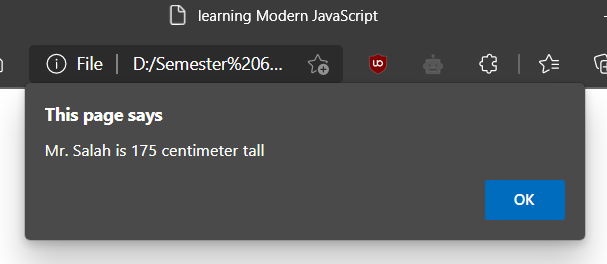 learning Modern JavaScript
File D:/Semester%206...
This page says
Mr. Salah is 175 centimeter tall
OK